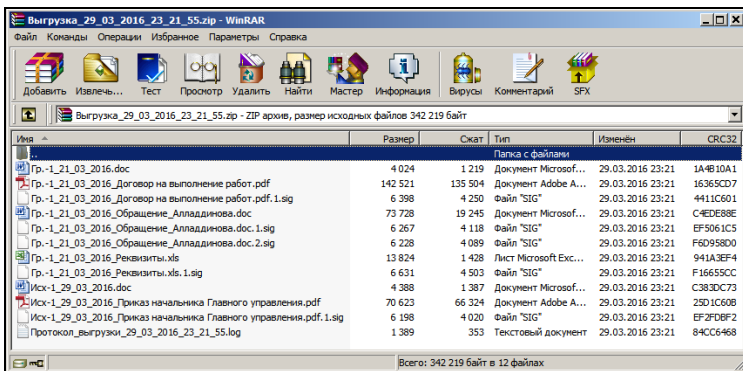 Выгрузка_29_03_2016_23_21_55.zip - WinRAR
Файл Команды Операции Избранное Параметры Справка
Добавить Извлечь... Тест Просмотр Удалить Найти Мастер Информация Вирусы Комментарий SFX
Выгрузка_29_03_2016_23_21_55.zip - ZIP архив, размер исходных файлов 342 219 байт
Имя Размер Сжат Тип Изменён CRC32
.. Папка с файлами
Гр.-1_21_03_2016.doc 4 024 1 219 Документ Microsof... 29.03.2016 23:21 1A4B10A1
Гр.-1_21_03_2016_Договор на выполнение работ.pdf 142 521 135 504 Документ Adobe A... 29.03.2016 23:21 16365CD7
Гр.-1_21_03_2016_Договор на выполнение работ.pdf.1.sig 6 398 4 250 Файл "SIG" 29.03.2016 23:21 4411C601
Гр.-1_21_03_2016_Обращение_Алладдинова.doc 73 728 19 245 Документ Microsof... 29.03.2016 23:21 C4EDE88E
Гр.-1_21_03_2016_Обращение_Алладдинова.doc.1.sig 6 267 4 118 Файл "SIG" 29.03.2016 23:21 EF5061C5
Гр.-1_21_03_2016_Обращение_Алладдинова.doc.2.sig 6 228 4 089 Файл "SIG" 29.03.2016 23:21 F6D958D0
Гр.-1_21_03_2016_Реквизиты.xls 13 824 1 428 Лист Microsoft Exc... 29.03.2016 23:21 941A3EF4
Гр.-1_21_03_2016_Реквизиты.xls.1.sig 6 631 4 503 Файл "SIG" 29.03.2016 23:21 F16655CC
Исх-1_29_03_2016.doc 4 388 1 387 Документ Microsof... 29.03.2016 23:21 C383DC73
Исх-1_29_03_2016_Приказ начальника Главного управления.pdf 70 623 66 324 Документ Adobe A... 29.03.2016 23:21 25D1C60B
Исх-1_29_03_2016_Приказ начальника Главного управления.pdf.1.sig 6 198 4 020 Файл "SIG" 29.03.2016 23:21 EF2FDBF2
Протокол_выгрузки_29_03_2016_23_21_55.log 1 389 353 Текстовый документ 29.03.2016 23:21 84CC6468
Всего: 342 219 байт в 12 файлах